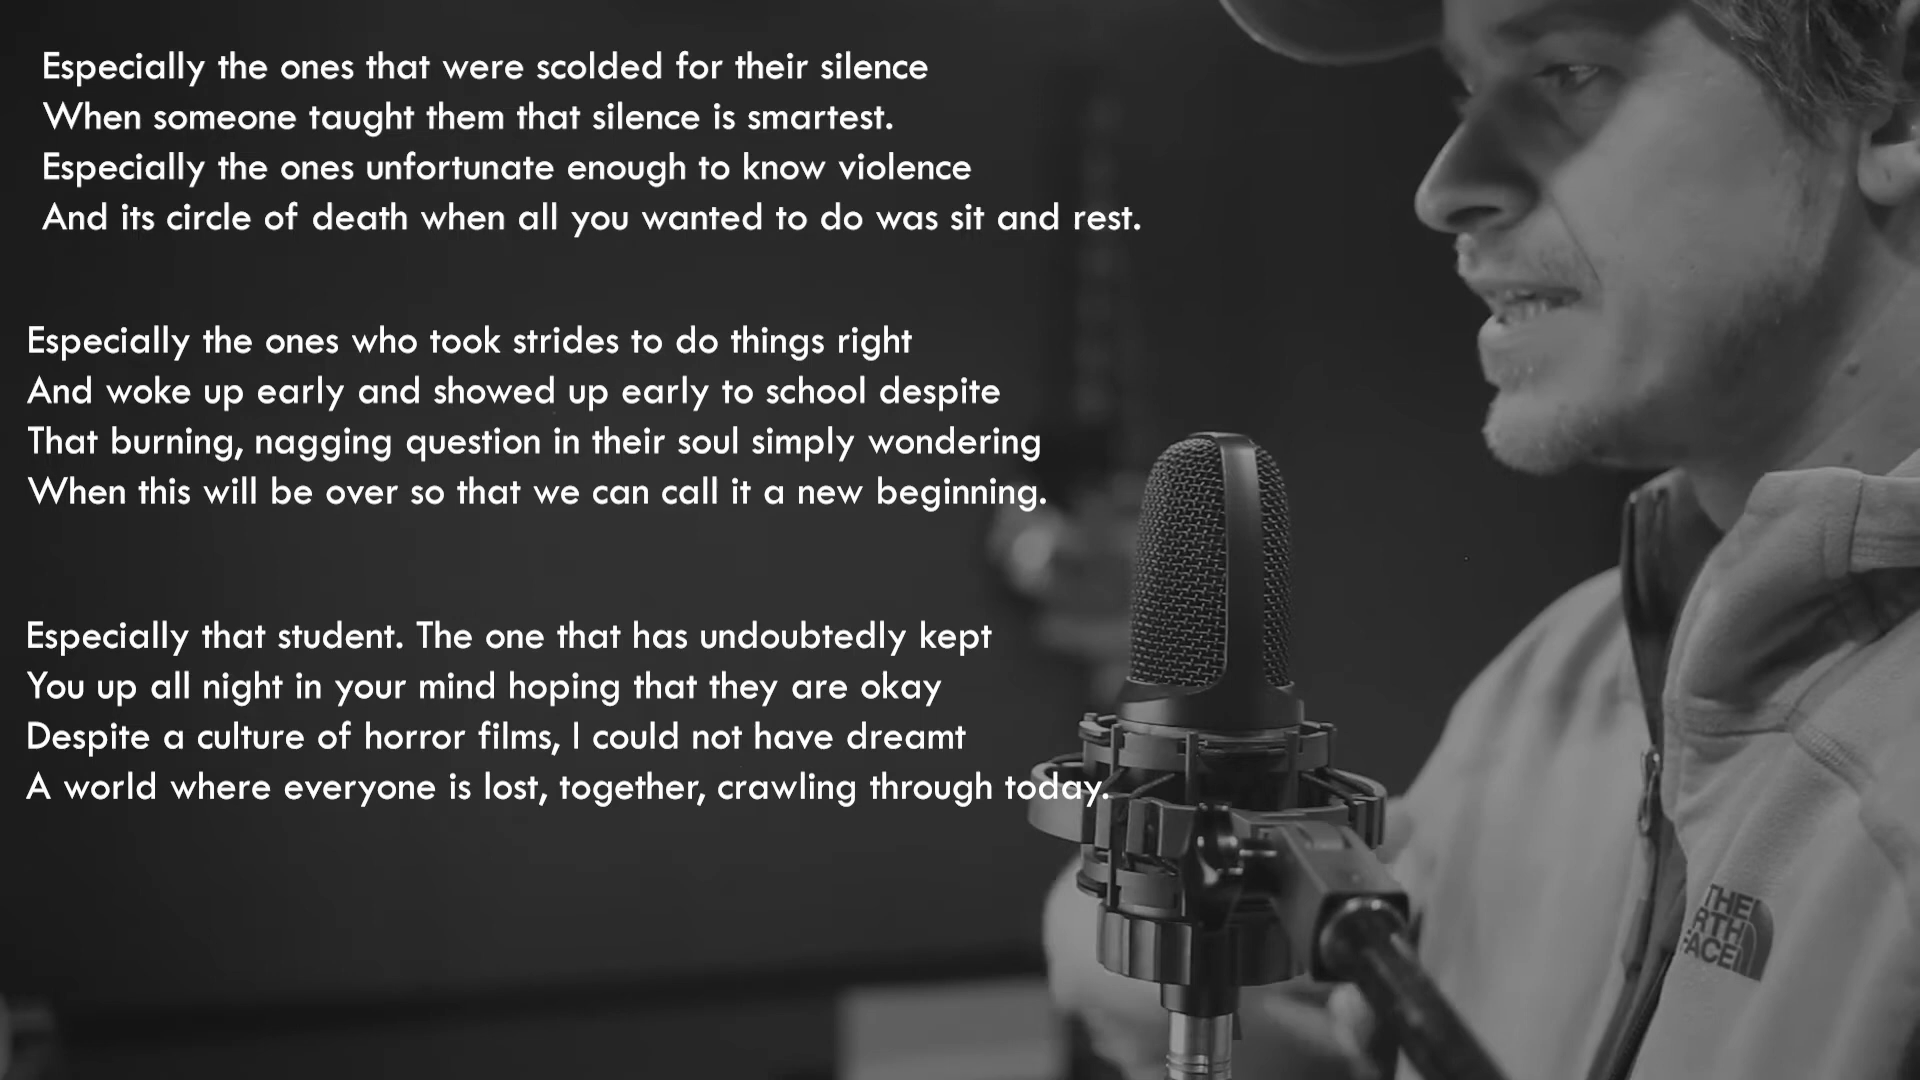 Especially the ones that were scolded for their silence
When someone taught them that silence is smartest.
Especially the ones unfortunate enough to know violence
And its circle of death when all you wanted to do was sit and rest.
Especially the ones who took strides to do things right
And woke up early and showed up early to school despite
That burning, nagging question in their soul simply wondering
When this will be over so that we can call it a new beginning.
Especially that student. The one that has undoubtedly kept
You up all night in your mind hoping that they are okay
Despite a culture of horror films, I could not have dreamt
A world where everyone is lost, together, crawling through today.
THE
RTH
ACE